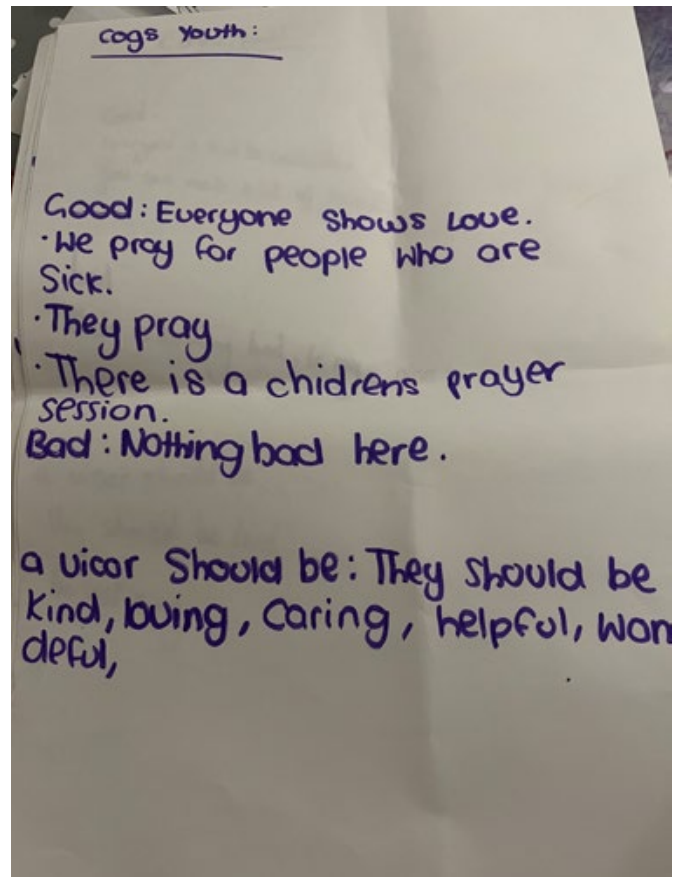 Cogs Youth:
Good: Everyone Shows Love.
·We pray for people who are
Sick.
·They pray
·There is a chidrens prayer
session.
Bad: Nothing bad here.
a vicar Should be: They should be
Kind, loving, Caring, helpful, won
deful,